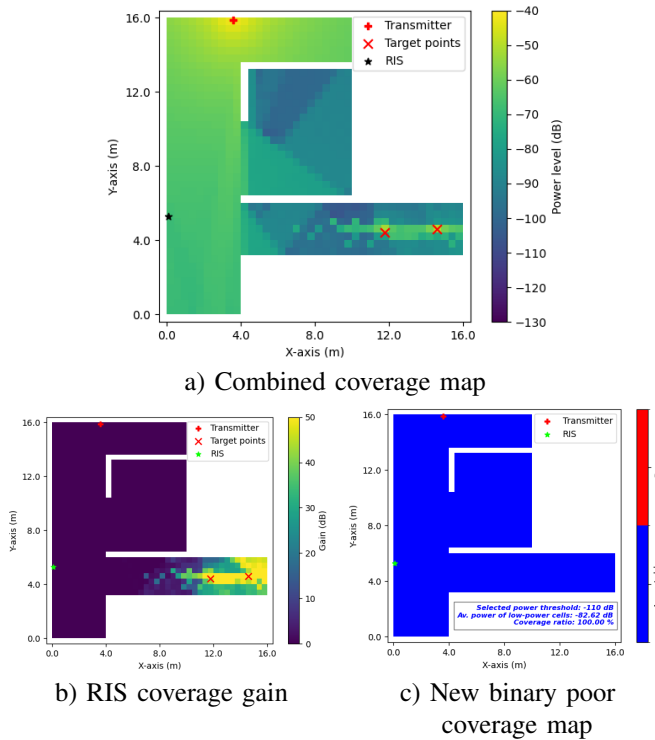 16.0
12.0
8.0
4.0
0.0
Y-axis (m)
0.0
4.0
8.0
12.0
16.0
X-axis (m)
Transmitter
Target points
RIS
−40
−50
−60
−70
−80
−90
−100
−110
−120
−130
Power level (dB)
a) Combined coverage map
16.0
12.0
8.0
4.0
0.0
Y-axis (m)
0.0
4.0
8.0
12.0
16.0
X-axis (m)
Transmitter
Target points
RIS
50
40
30
20
10
0
Gain (dB)
b) RIS coverage gain
16.0
12.0
8.0
4.0
0.0
Y-axis (m)
0.0
4.0
8.0
12.0
16.0
X-axis (m)
Transmitter
RIS
Selected power threshold: -110 dB
Av. power of low-power cells: -82.62 dB
Coverage ratio: 100.00 %
c) New binary poor
coverage map